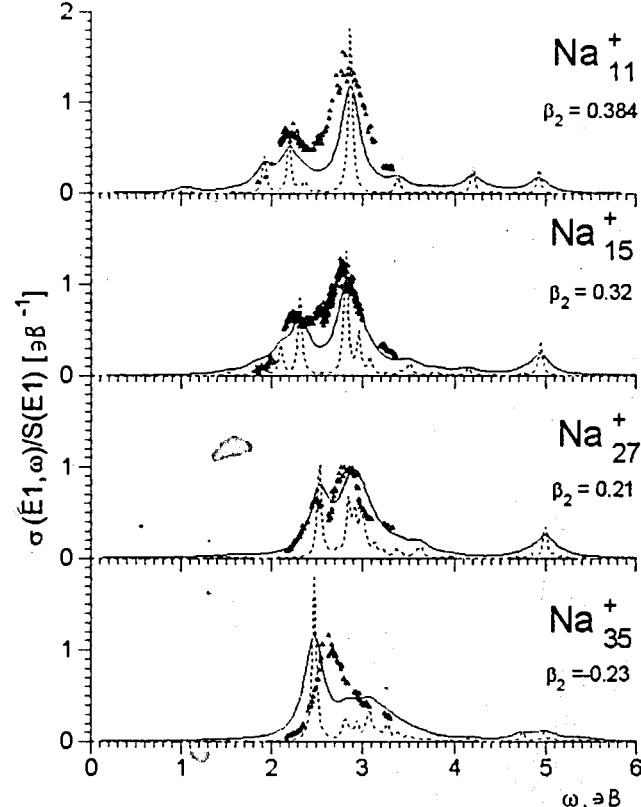 2
Na⁺₁₁
β₂ = 0.384
1
0
Na⁺₁₅
β₂ = 0.32
1
0
σ(E1,ω)/S(E1) [эВ⁻¹]
Na⁺₂₇
β₂ = 0.21
1
0
Na⁺₃₅
β₂ =-0.23
1
0
0 1 2 3 4 5 6
ω, эВ